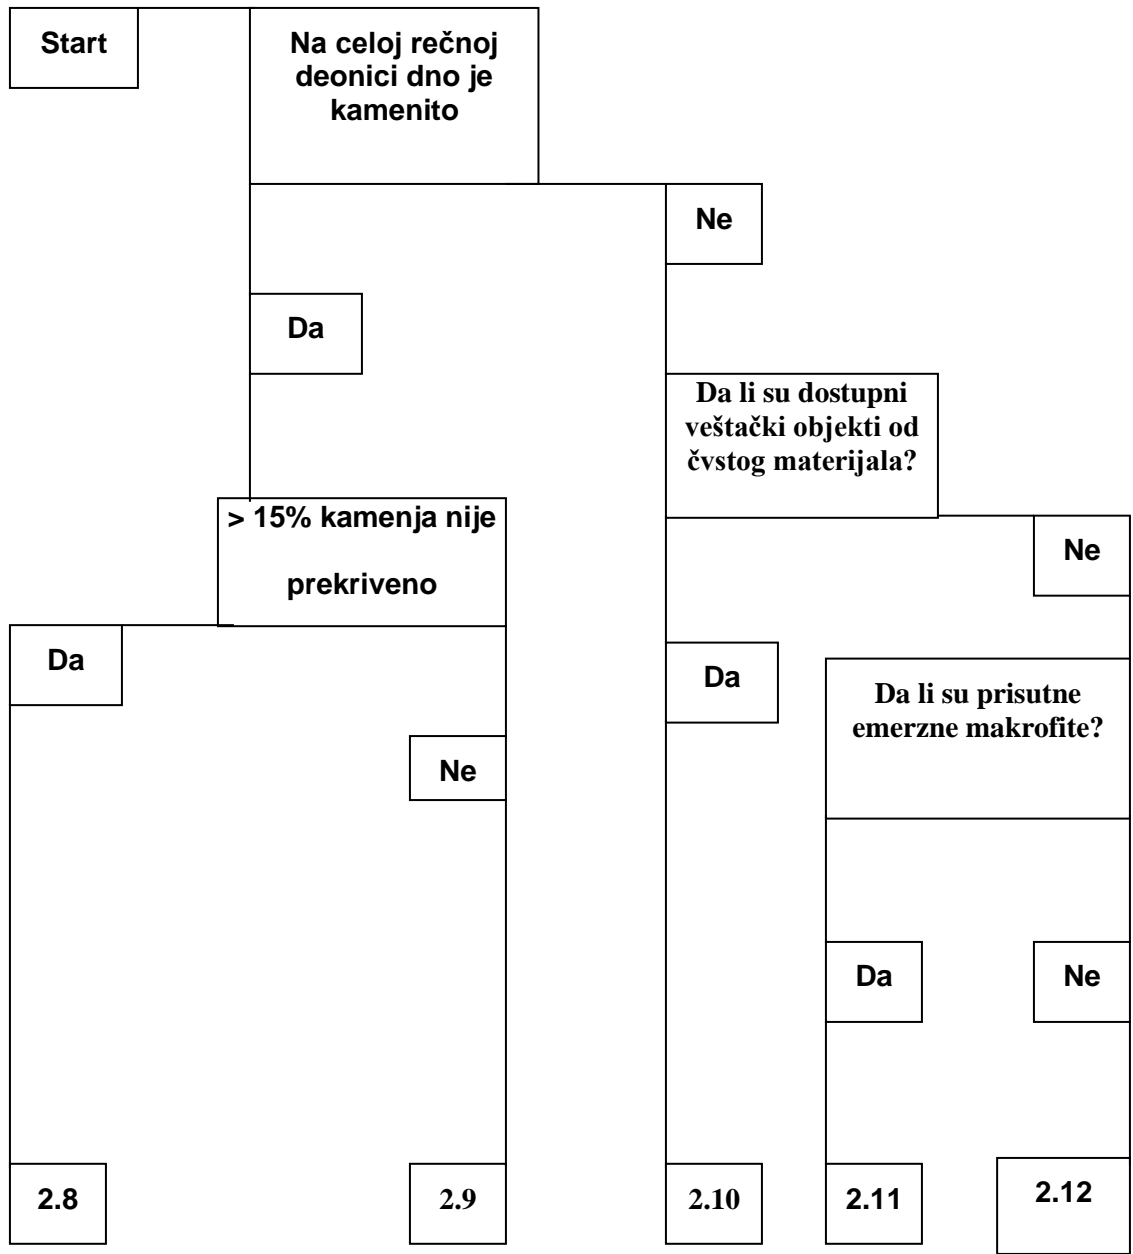 Start
Na celoj rečnoj
deonici dno je
kamenito
Ne
Da
Da li su dostupni
veštački objekti od
čvstog materijala?
> 15% kamenja nije
prekriveno
Ne
Da
Da
Da li su prisutne
emerzne makrofite?
Ne
Da
Ne
2.8
2.9
2.10
2.11
2.12